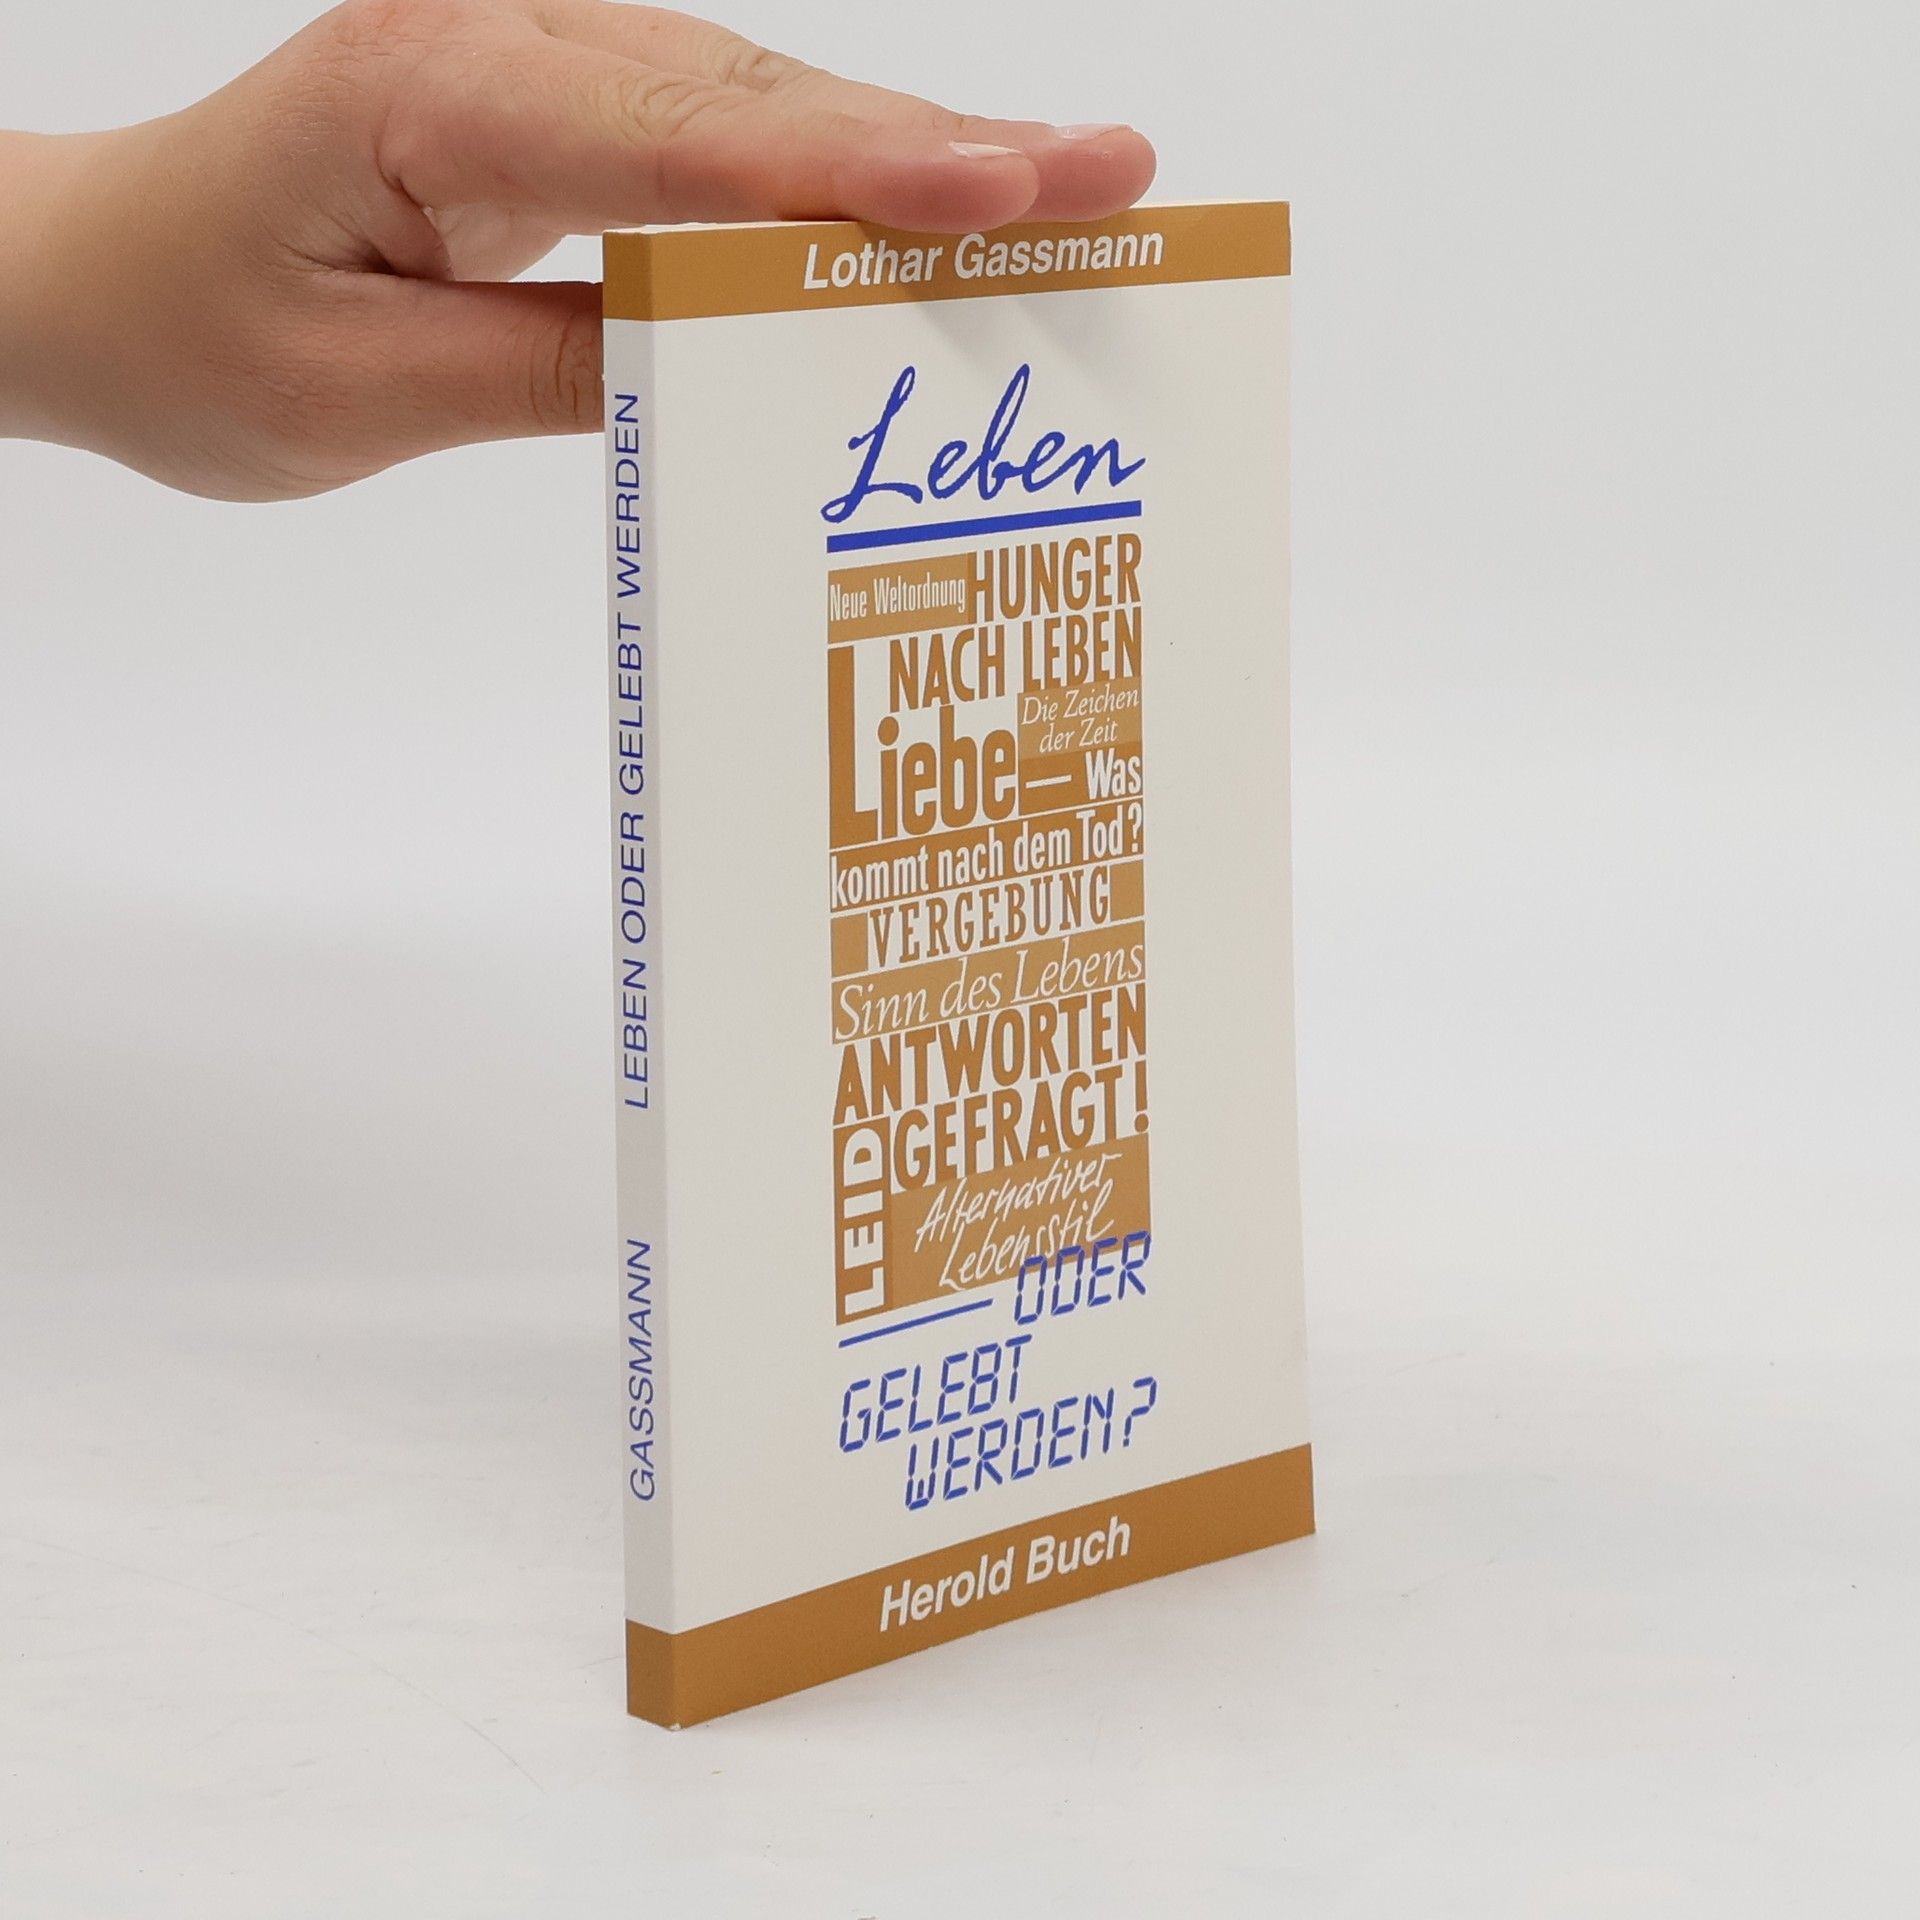 Lothar Gassmann
Leben
Neue Weltordnung
HUNGER
NACH LEBEN
Liebe
Die Zeichen
der Zeit
— Was
kommt nach dem Tod?
VERGEBUNG
Sinn des Lebens
ANTWORTEN
GEFRAGT!
LEID
Alternativer
Lebensstil
ODER
GELEBT
WERDEN?
Herold Buch
GASSMANN LEBEN ODER GELEBT WERDEN